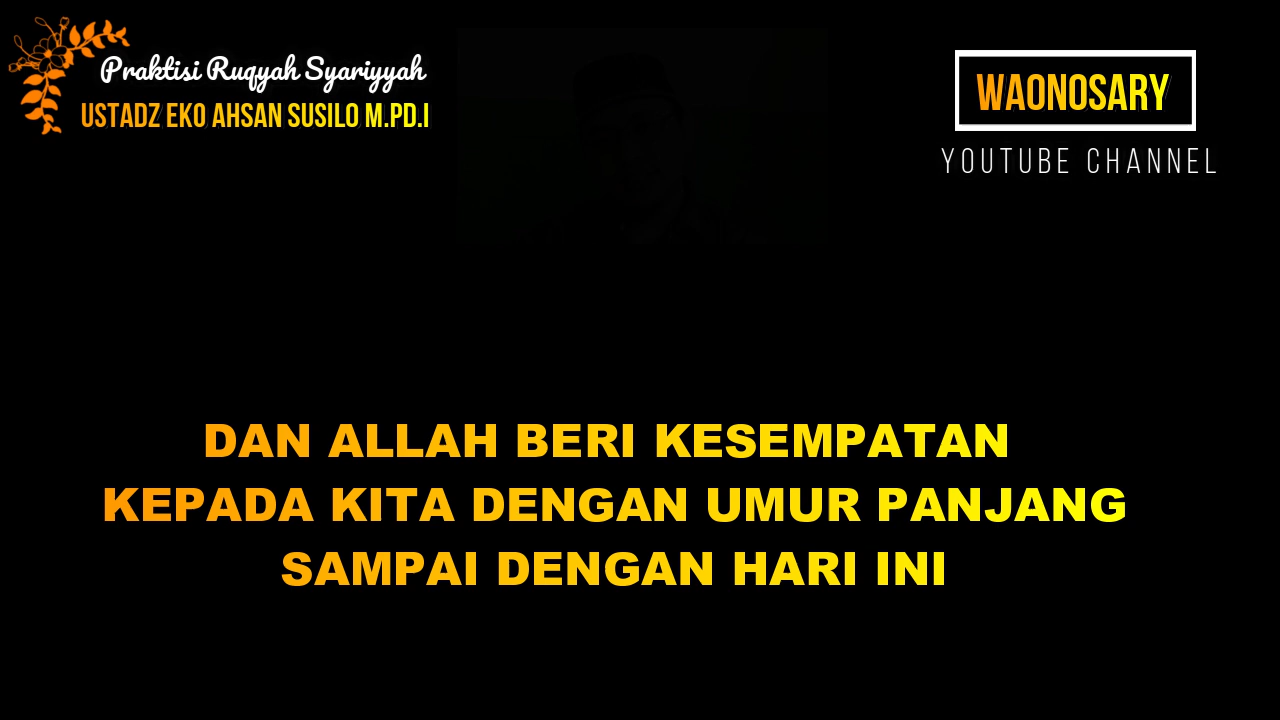 Praktisi Ruqyah Syariyyah
USTADZ EKO AHSAN SUSILO M.PD.I
WAONOSARY
YOUTUBE CHANNEL
DAN ALLAH BERI KESEMPATAN
KEPADA KITA DENGAN UMUR PANJANG
SAMPAI DENGAN HARI INI